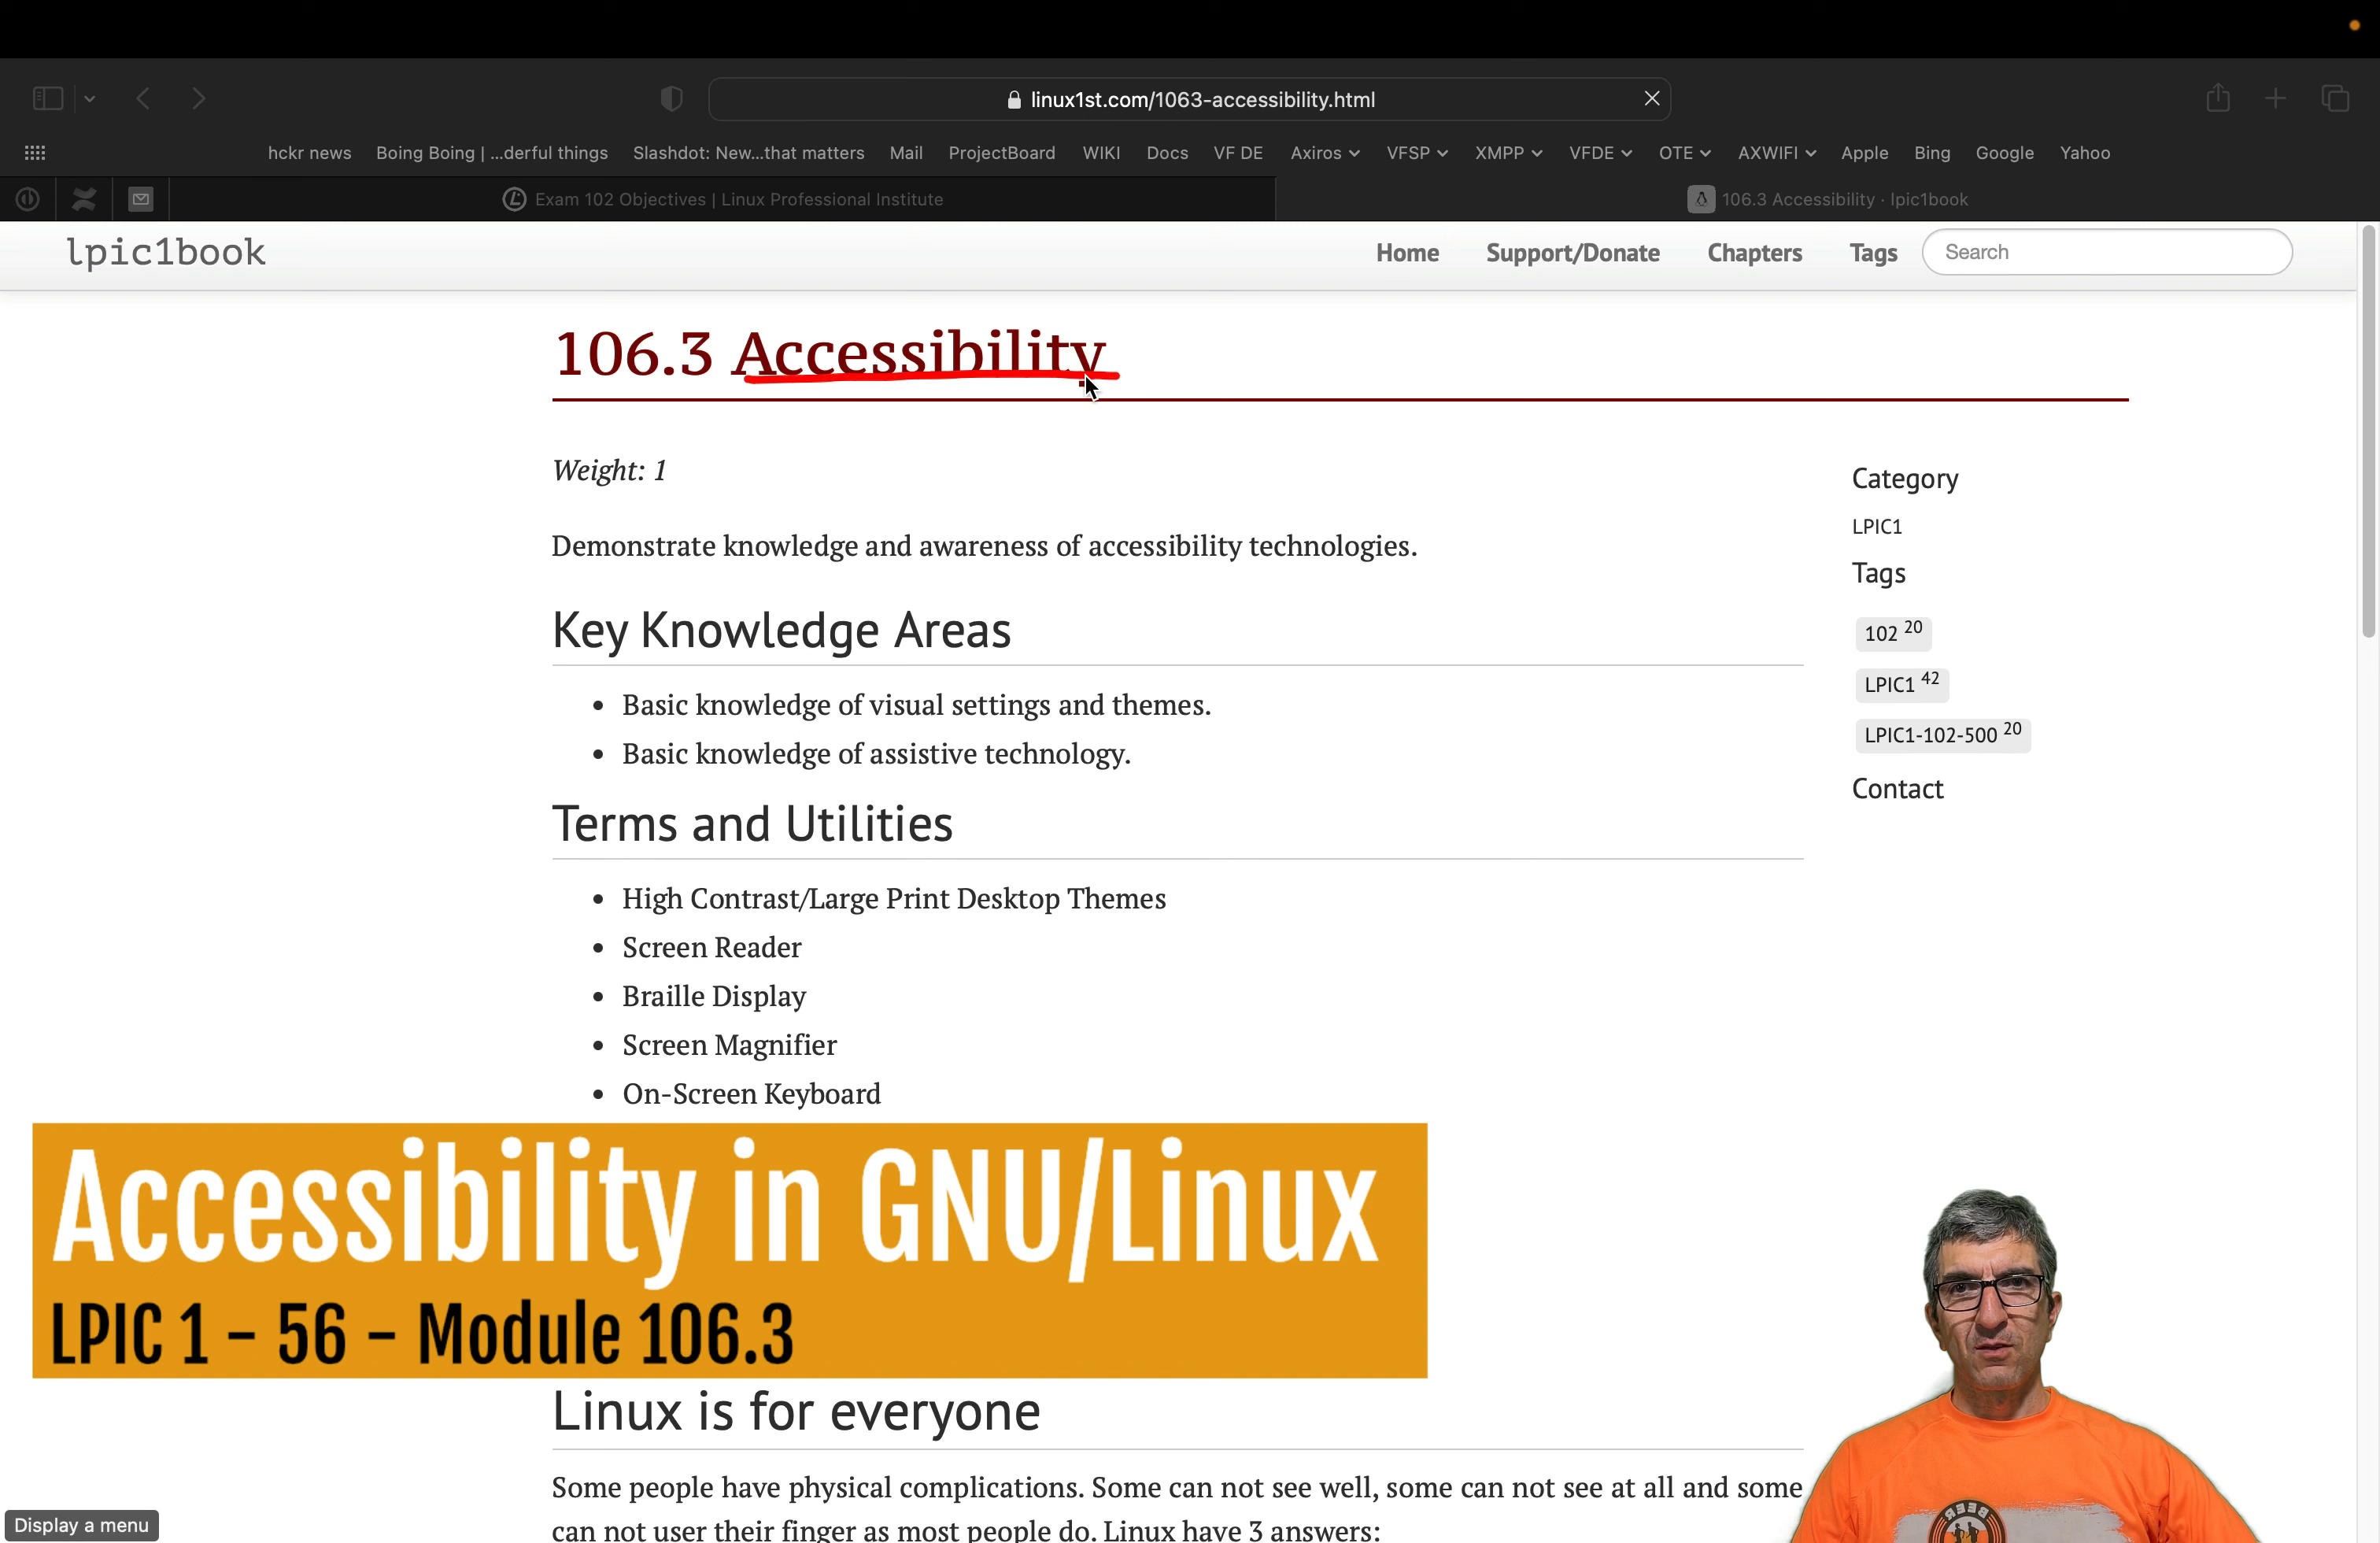 linux1st.com/1063-accessibility.html
hckr news Boing Boing | ...derful things Slashdot: New...that matters Mail ProjectBoard WIKI Docs VF DE Axiros VFSP XMPP VFDE OTE AXWIFI Apple Bing Google Yahoo
Exam 102 Objectives | Linux Professional Institute 106.3 Accessibility · lpic1book
lpic1book Home Support/Donate Chapters Tags Search
106.3 Accessibility
Weight: 1
Demonstrate knowledge and awareness of accessibility technologies.
Key Knowledge Areas
• Basic knowledge of visual settings and themes.
• Basic knowledge of assistive technology.
Terms and Utilities
• High Contrast/Large Print Desktop Themes
• Screen Reader
• Braille Display
• Screen Magnifier
• On-Screen Keyboard
Category
LPIC1
Tags
102 20
LPIC1 42
LPIC1-102-500 20
Contact
Accessibility in GNU/Linux
LPIC 1 – 56 – Module 106.3
Linux is for everyone
Some people have physical complications. Some can not see well, some can not see at all and some
can not user their finger as most people do. Linux have 3 answers:
Display a menu
BEER